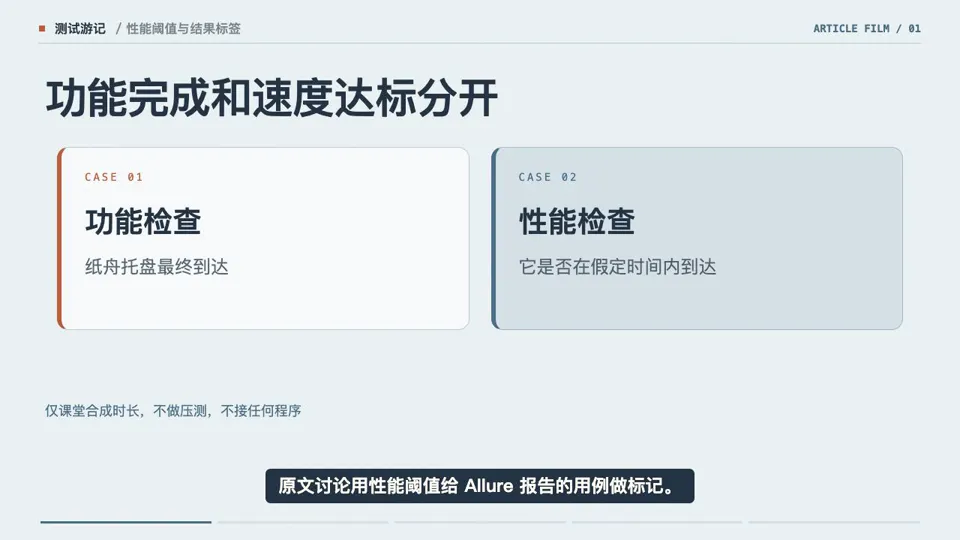 测试游记 / 性能阈值与结果标签
ARTICLE FILM / 01
功能完成和速度达标分开
CASE 01
功能检查
纸舟托盘最终到达
CASE 02
性能检查
它是否在假定时间内到达
仅课堂合成时长，不做压测，不接任何程序
原文讨论用性能阈值给 Allure 报告的用例做标记。